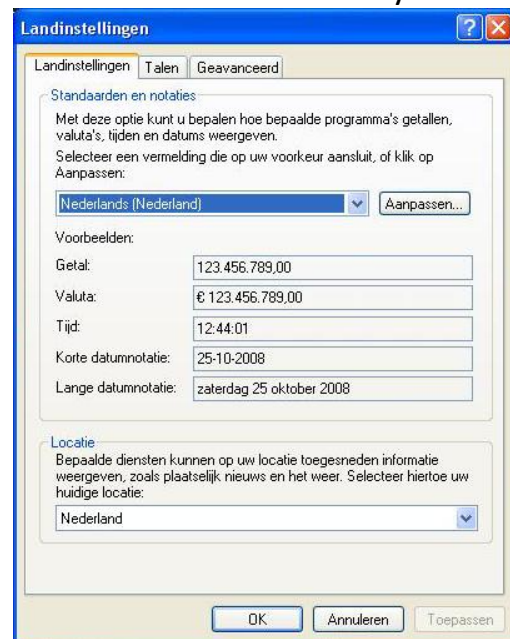 Landinstellingen
Landinstellingen Talen Geavanceerd
Standaarden en notaties
Met deze optie kunt u bepalen hoe bepaalde programma's getallen,
valuta's, tijden en datums weergeven.
Selecteer een vermelding die op uw voorkeur aansluit, of klik op
Aanpassen:
Nederlands (Nederland) Aanpassen...
Voorbeelden:
Getal: 123.456.789,00
Valuta: € 123.456.789,00
Tijd: 12:44:01
Korte datumnotatie: 25-10-2008
Lange datumnotatie: zaterdag 25 oktober 2008
Locatie
Bepaalde diensten kunnen op uw locatie toegesneden informatie
weergeven, zoals plaatselijk nieuws en het weer. Selecteer hiertoe uw
huidige locatie:
Nederland
OK Annuleren Toepassen